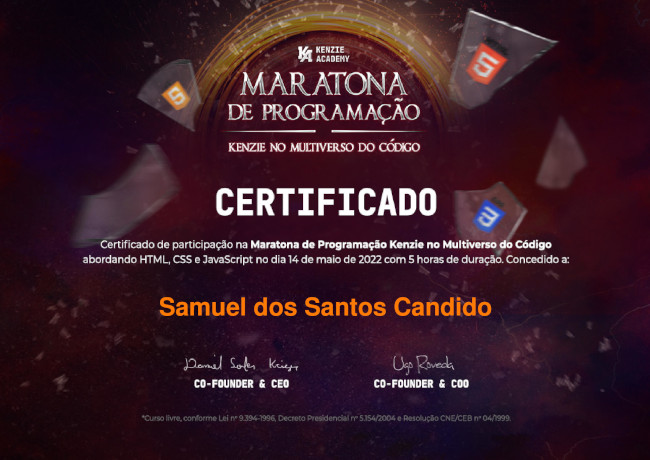 KENZIE
ACADEMY
MARATONA
DE PROGRAMAÇÃO
KENZIE NO MULTIVERSO DO CÓDIGO
CERTIFICADO
Certificado de participação na Maratona de Programação Kenzie no Multiverso do Código
abordando HTML, CSS e JavaScript no dia 14 de maio de 2022 com 5 horas de duração. Concedido a:
Samuel dos Santos Candido
CO-FOUNDER & CEO
CO-FOUNDER & COO
*Curso livre, conforme Lei nº 9.394-1996, Decreto Presidencial nº 5.154/2004 e Resolução CNE/CEB nº 04/1999.